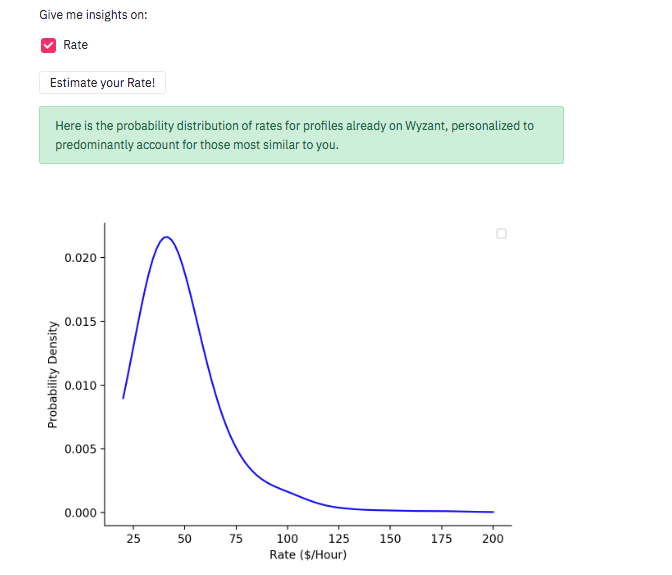 Give me insights on:
Rate
Estimate your Rate!
Here is the probability distribution of rates for profiles already on Wyzant, personalized to
predominantly account for those most similar to you.
0.020
0.015
0.010
0.005
0.000
Probability Density
25 50 75 100 125 150 175 200
Rate ($/Hour)